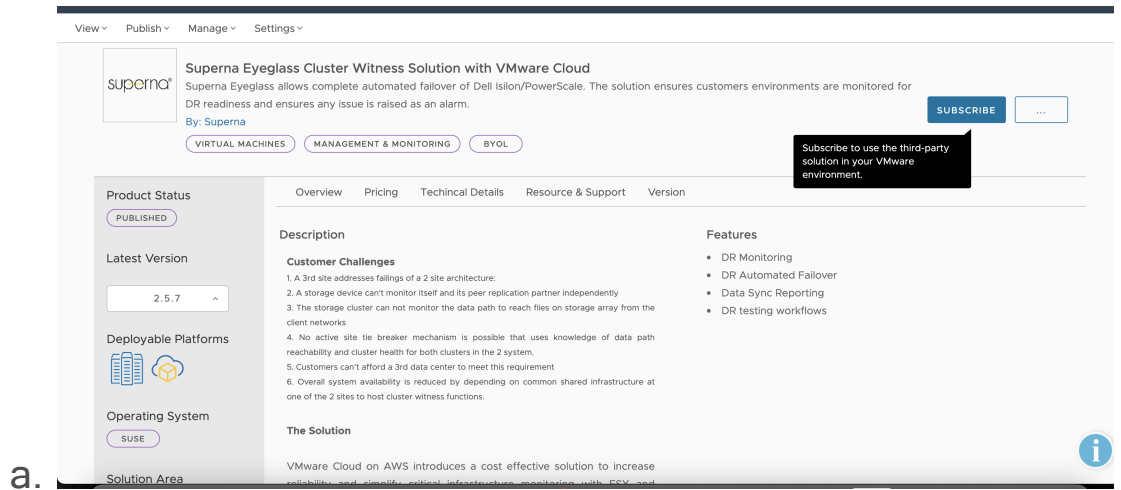 View Publish Manage Settings
superna®
Superna Eyeglass Cluster Witness Solution with VMware Cloud
Superna Eyeglass allows complete automated failover of Dell Isilon/PowerScale. The solution ensures customers environments are monitored for
DR readiness and ensures any issue is raised as an alarm.
By: Superna
VIRTUAL MACHINES MANAGEMENT & MONITORING BYOL
SUBSCRIBE ...
Subscribe to use the third-party
solution in your VMware
environment.
Product Status
PUBLISHED
Latest Version
2.5.7
Deployable Platforms
Operating System
SUSE
Solution Area
Overview Pricing Techincal Details Resource & Support Version
Description
Customer Challenges
1. A 3rd site addresses failings of a 2 site architecture:
2. A storage device can't monitor itself and its peer replication partner independently
3. The storage cluster can not monitor the data path to reach files on storage array from the
client networks
4. No active site tie breaker mechanism is possible that uses knowledge of data path
reachability and cluster health for both clusters in the 2 system.
5. Customers can't afford a 3rd data center to meet this requirement
6. Overall system availability is reduced by depending on common shared infrastructure at
one of the 2 sites to host cluster witness functions.
The Solution
VMware Cloud on AWS introduces a cost effective solution to increase
reliability and simplify critical infrastructure monitoring with ESX and
Features
• DR Monitoring
• DR Automated Failover
• Data Sync Reporting
• DR testing workflows
i
a.